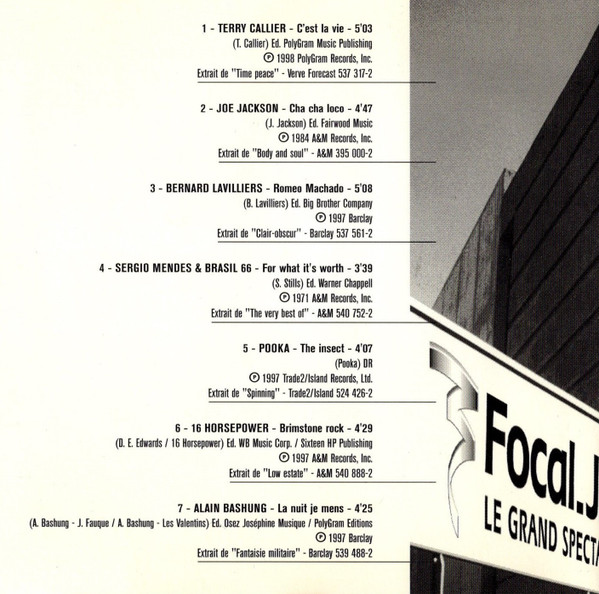 1 - TERRY CALLIER - C'est la vie - 5'03
(T. Callier) Ed. PolyGram Music Publishing
Ⓟ 1998 PolyGram Records, Inc.
Extrait de "Time peace" - Verve Forecast 537 317-2
2 - JOE JACKSON - Cha cha loco - 4'47
(J. Jackson) Ed. Fairwood Music
Ⓟ 1984 A&M Records, Inc.
Extrait de "Body and soul" - A&M 395 000-2
3 - BERNARD LAVILLIERS - Romeo Machado - 5'08
(B. Lavilliers) Ed. Big Brother Company
Ⓟ 1997 Barclay
Extrait de "Clair-obscur" - Barclay 537 561-2
4 - SERGIO MENDES & BRASIL 66 - For what it's worth - 3'39
(S. Stills) Ed. Warner Chappell
Ⓟ 1971 A&M Records, Inc.
Extrait de "The very best of" - A&M 540 752-2
5 - POOKA - The insect - 4'07
(Pooka) DR
Ⓟ 1997 Trade2/Island Records, Ltd.
Extrait de "Spinning" - Trade2/Island 524 426-2
6 - 16 HORSEPOWER - Brimstone rock - 4'29
(D. E. Edwards / 16 Horsepower) Ed. WB Music Corp. / Sixteen HP Publishing
Ⓟ 1997 A&M Records, Inc.
Extrait de "Low estate" - A&M 540 888-2
7 - ALAIN BASHUNG - La nuit je mens - 4'25
(A. Bashung - J. Fauque / A. Bashung - Les Valentins) Ed. Osez Joséphine Musique / PolyGram Editions
Ⓟ 1997 Barclay
Extrait de "Fantaisie militaire" - Barclay 539 488-2
Focal.J
LE GRAND SPECTA